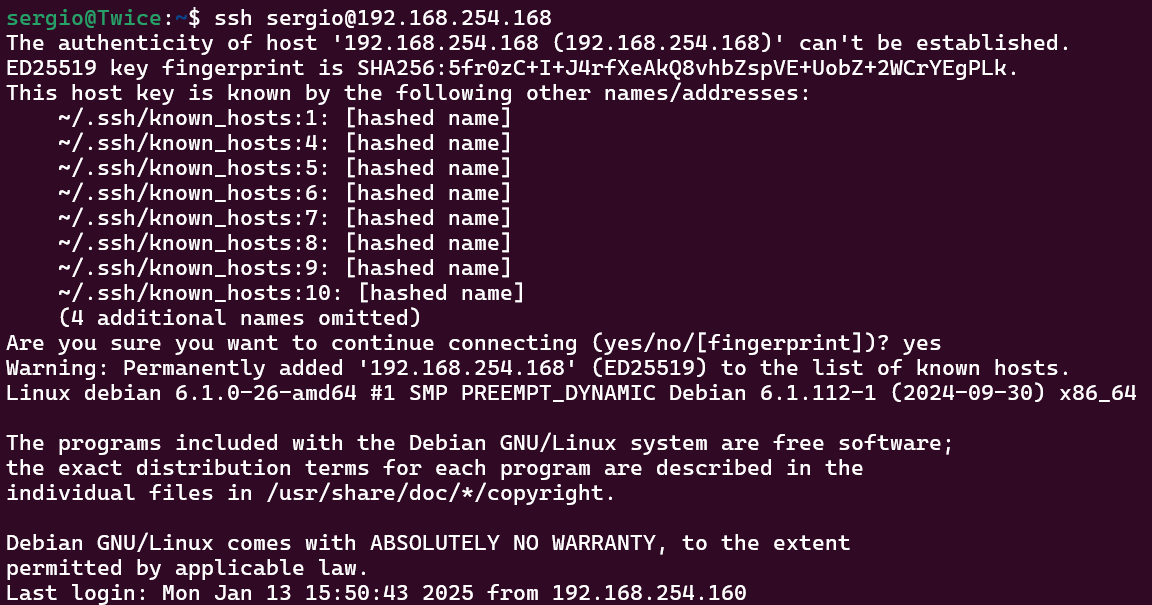 sergio@Twice:~$ ssh sergio@192.168.254.168
The authenticity of host '192.168.254.168 (192.168.254.168)' can't be established.
ED25519 key fingerprint is SHA256:5fr0zC+I+J4rfXeAkQ8vhbZspVE+UobZ+2WCrYEgPLk.
This host key is known by the following other names/addresses:
    ~/.ssh/known_hosts:1: [hashed name]
    ~/.ssh/known_hosts:4: [hashed name]
    ~/.ssh/known_hosts:5: [hashed name]
    ~/.ssh/known_hosts:6: [hashed name]
    ~/.ssh/known_hosts:7: [hashed name]
    ~/.ssh/known_hosts:8: [hashed name]
    ~/.ssh/known_hosts:9: [hashed name]
    ~/.ssh/known_hosts:10: [hashed name]
    (4 additional names omitted)
Are you sure you want to continue connecting (yes/no/[fingerprint])? yes
Warning: Permanently added '192.168.254.168' (ED25519) to the list of known hosts.
Linux debian 6.1.0-26-amd64 #1 SMP PREEMPT_DYNAMIC Debian 6.1.112-1 (2024-09-30) x86_64

The programs included with the Debian GNU/Linux system are free software;
the exact distribution terms for each program are described in the
individual files in /usr/share/doc/*/copyright.

Debian GNU/Linux comes with ABSOLUTELY NO WARRANTY, to the extent
permitted by applicable law.
Last login: Mon Jan 13 15:50:43 2025 from 192.168.254.160